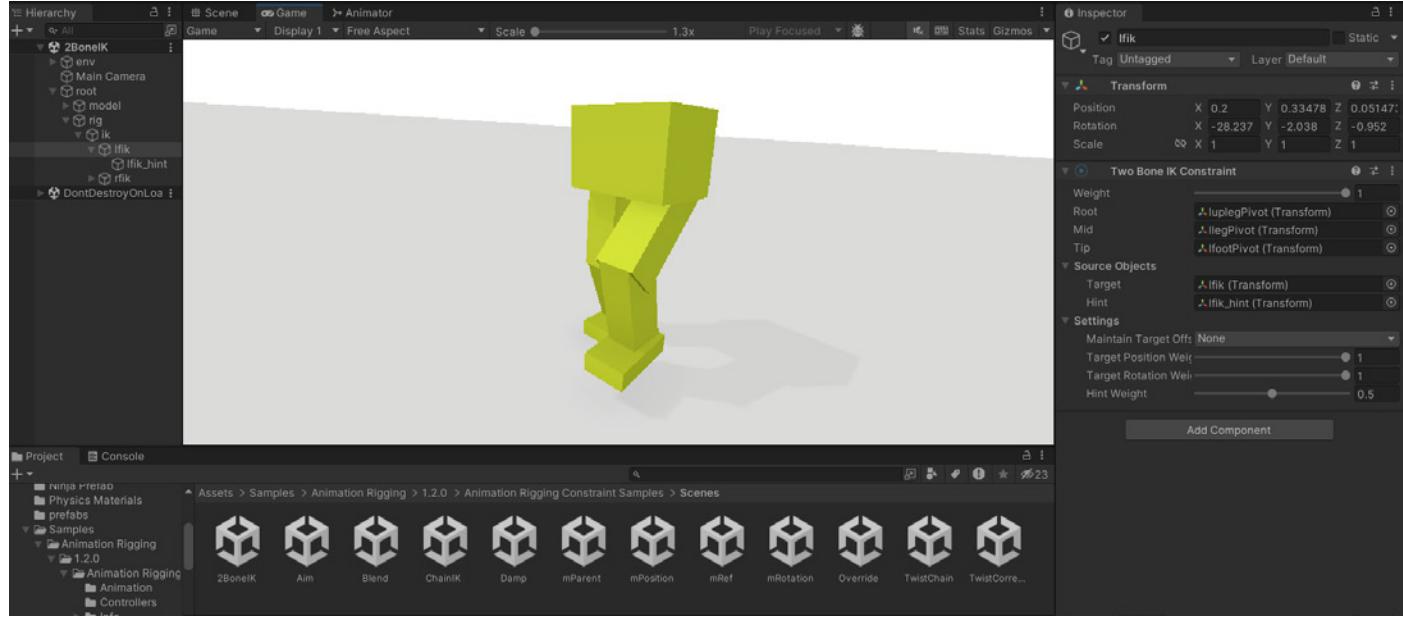 Hierarchy
All
2BoneIK
env
Main Camera
root
model
rig
ik
lfik
lfik_hint
rfik
DontDestroyOnLoa
Scene
Game
Animator
Game
Display 1
Free Aspect
Scale
1.3x
Play Focused
Stats
Gizmos
Inspector
lfik
Static
Tag Untagged
Layer Default
Transform
Position X 0.2 Y 0.33478 Z 0.05147
Rotation X -28.237 Y -2.038 Z -0.952
Scale X 1 Y 1 Z 1
Two Bone IK Constraint
Weight 1
Root luplegPivot (Transform)
Mid llegPivot (Transform)
Tip lfootPivot (Transform)
Source Objects
Target lfik (Transform)
Hint lfik_hint (Transform)
Settings
Maintain Target Offs None
Target Position Weig 1
Target Rotation Wei 1
Hint Weight 0.5
Add Component
Project
Console
23
Ninja Prefab
Physics Materials
prefabs
Samples
Animation Rigging
1.2.0
Animation Rigging
Animation
Controllers
Assets > Samples > Animation Rigging > 1.2.0 > Animation Rigging Constraint Samples > Scenes
2BoneIK
Aim
Blend
ChainIK
Damp
mParent
mPosition
mRef
mRotation
Override
TwistChain
TwistCorre...